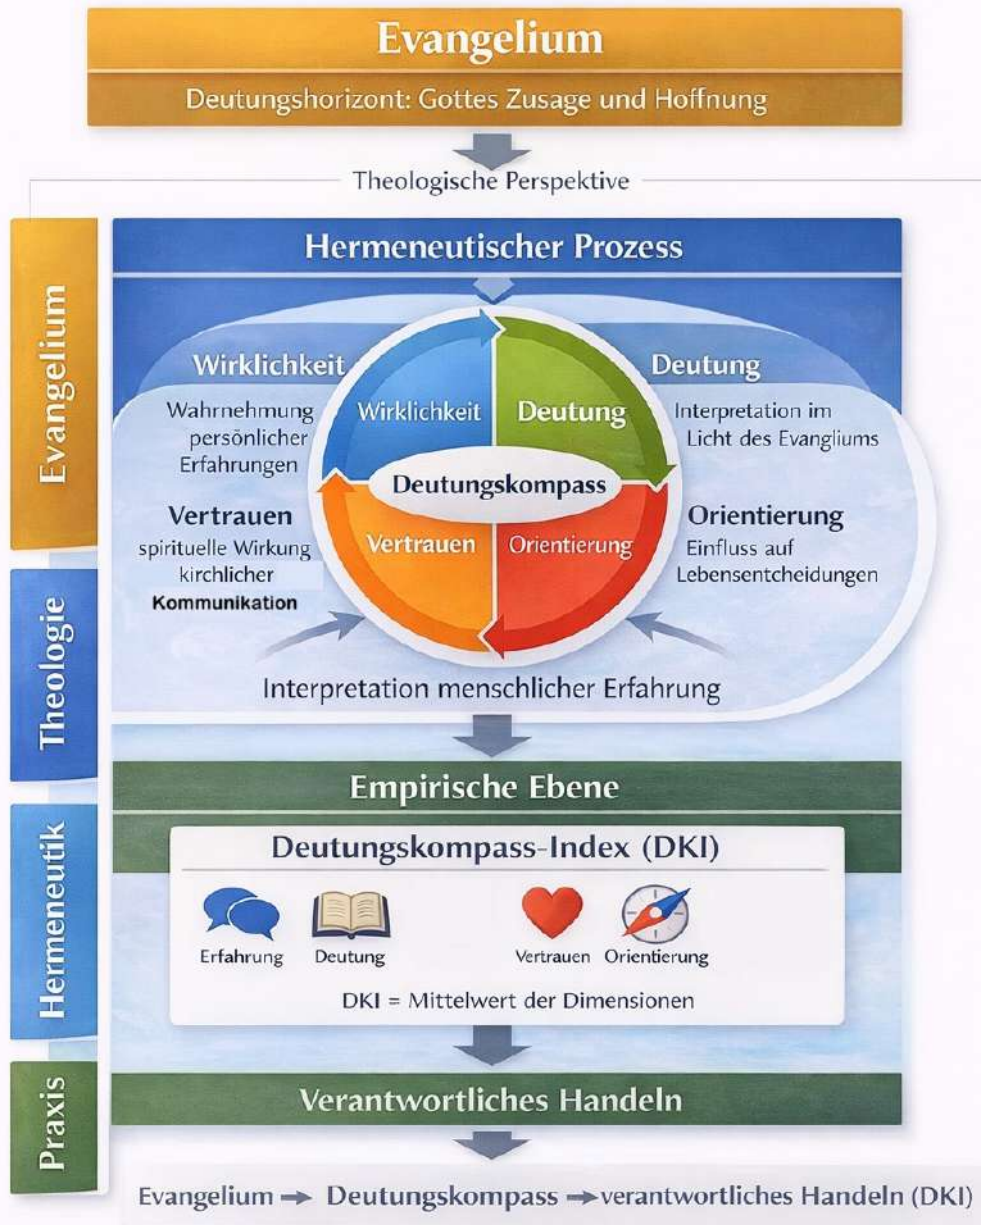 Evangelium
Deutungshorizont: Gottes Zusage und Hoffnung
Theologische Perspektive
Evangelium
Theologie
Hermeneutik
Praxis
Hermeneutischer Prozess
Wirklichkeit
Wahrnehmung
persönlicher
Erfahrungen
Vertrauen
spirituelle Wirkung
kirchlicher
Kommunikation
Wirklichkeit
Deutung
Deutungskompass
Vertrauen
Orientierung
Deutung
Interpretation im
Licht des Evangliums
Orientierung
Einfluss auf
Lebensentcheidungen
Interpretation menschlicher Erfahrung
Empirische Ebene
Deutungskompass-Index (DKI)
Erfahrung
Deutung
Vertrauen
Orientierung
DKI = Mittelwert der Dimensionen
Verantwortliches Handeln
Evangelium → Deutungskompass → verantwortliches Handeln (DKI)